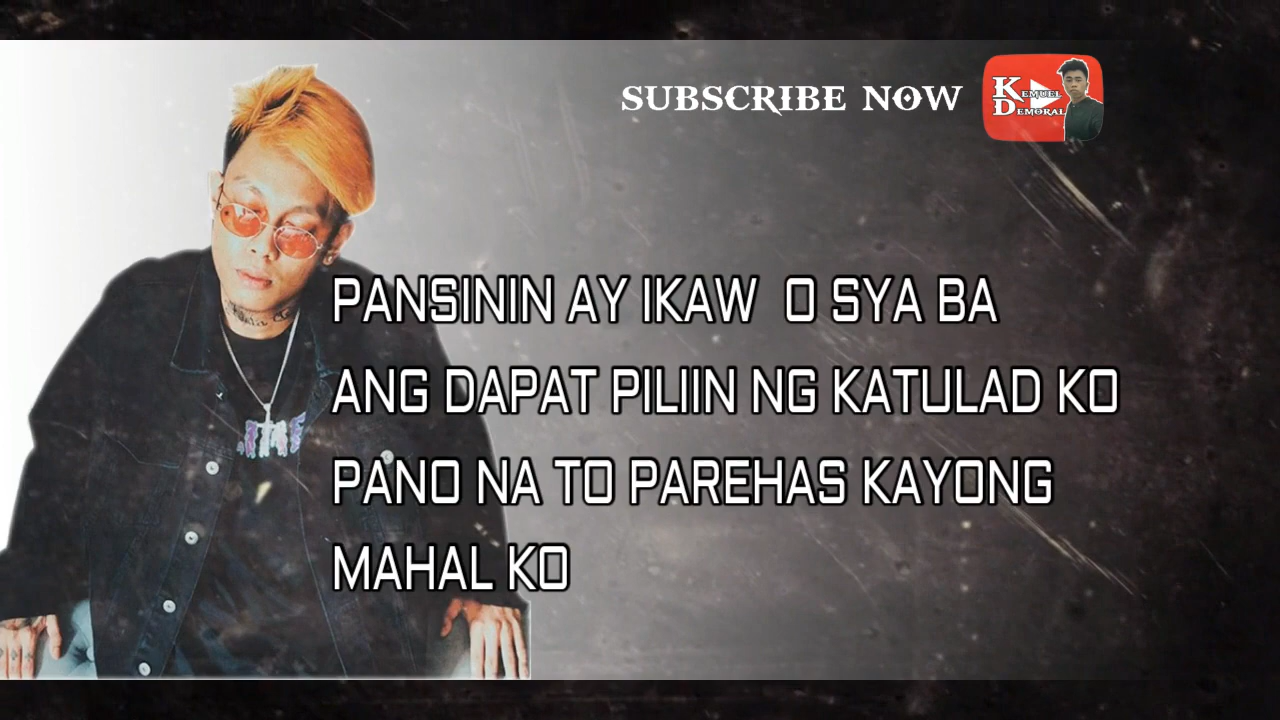 SUBSCRIBE NOW
KEMUEL
DEMORAL
PANSININ AY IKAW O SYA BA
ANG DAPAT PILIIN NG KATULAD KO
PANO NA TO PAREHAS KAYONG
MAHAL KO